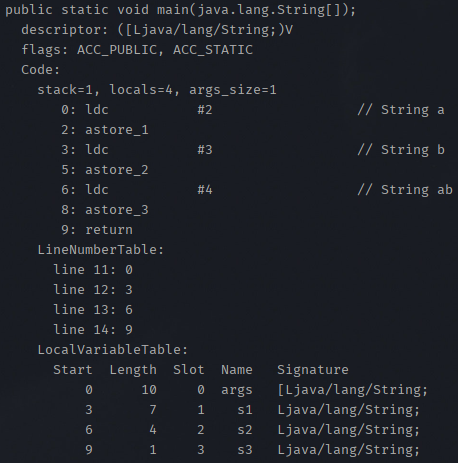 public static void main(java.lang.String[]);
  descriptor: ([Ljava/lang/String;)V
  flags: ACC_PUBLIC, ACC_STATIC
  Code:
    stack=1, locals=4, args_size=1
       0: ldc           #2                  // String a
       2: astore_1
       3: ldc           #3                  // String b
       5: astore_2
       6: ldc           #4                  // String ab
       8: astore_3
       9: return
    LineNumberTable:
      line 11: 0
      line 12: 3
      line 13: 6
      line 14: 9
    LocalVariableTable:
      Start  Length  Slot  Name   Signature
          0      10     0  args   [Ljava/lang/String;
          3       7     1    s1   Ljava/lang/String;
          6       4     2    s2   Ljava/lang/String;
          9       1     3    s3   Ljava/lang/String;